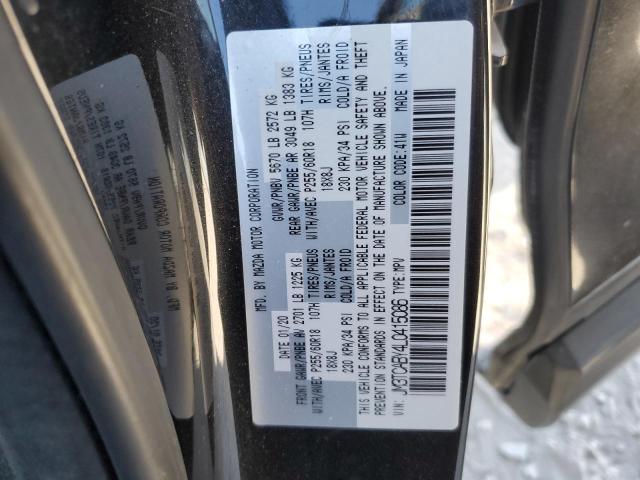 MFD. BY MAZDA MOTOR CORPORATION
DATE 01/20 GVWR/PNBV 5670 LB 2572 KG
FRONT GAWR/PNBE AV 2701 LB 1225 KG REAR GAWR/PNBE AR 3049 LB 1383 KG
WITH/AVEC P255/60R18 107H TIRES/PNEUS WITH/AVEC P255/60R18 107H TIRES/PNEUS
18X8J RIMS/JANTES 18X8J RIMS/JANTES
230 KPA/34 PSI COLD/A FROID 230 KPA/34 PSI COLD/A FROID
THIS VEHICLE CONFORMS TO ALL APPLICABLE FEDERAL MOTOR VEHICLE SAFETY AND THEFT
PREVENTION STANDARDS IN EFFECT ON THE DATE OF MANUFACTURE SHOWN ABOVE.
VIN: JM3TCABY4L0415086 TYPE: MPV COLOR CODE: 41W MADE IN JAPAN